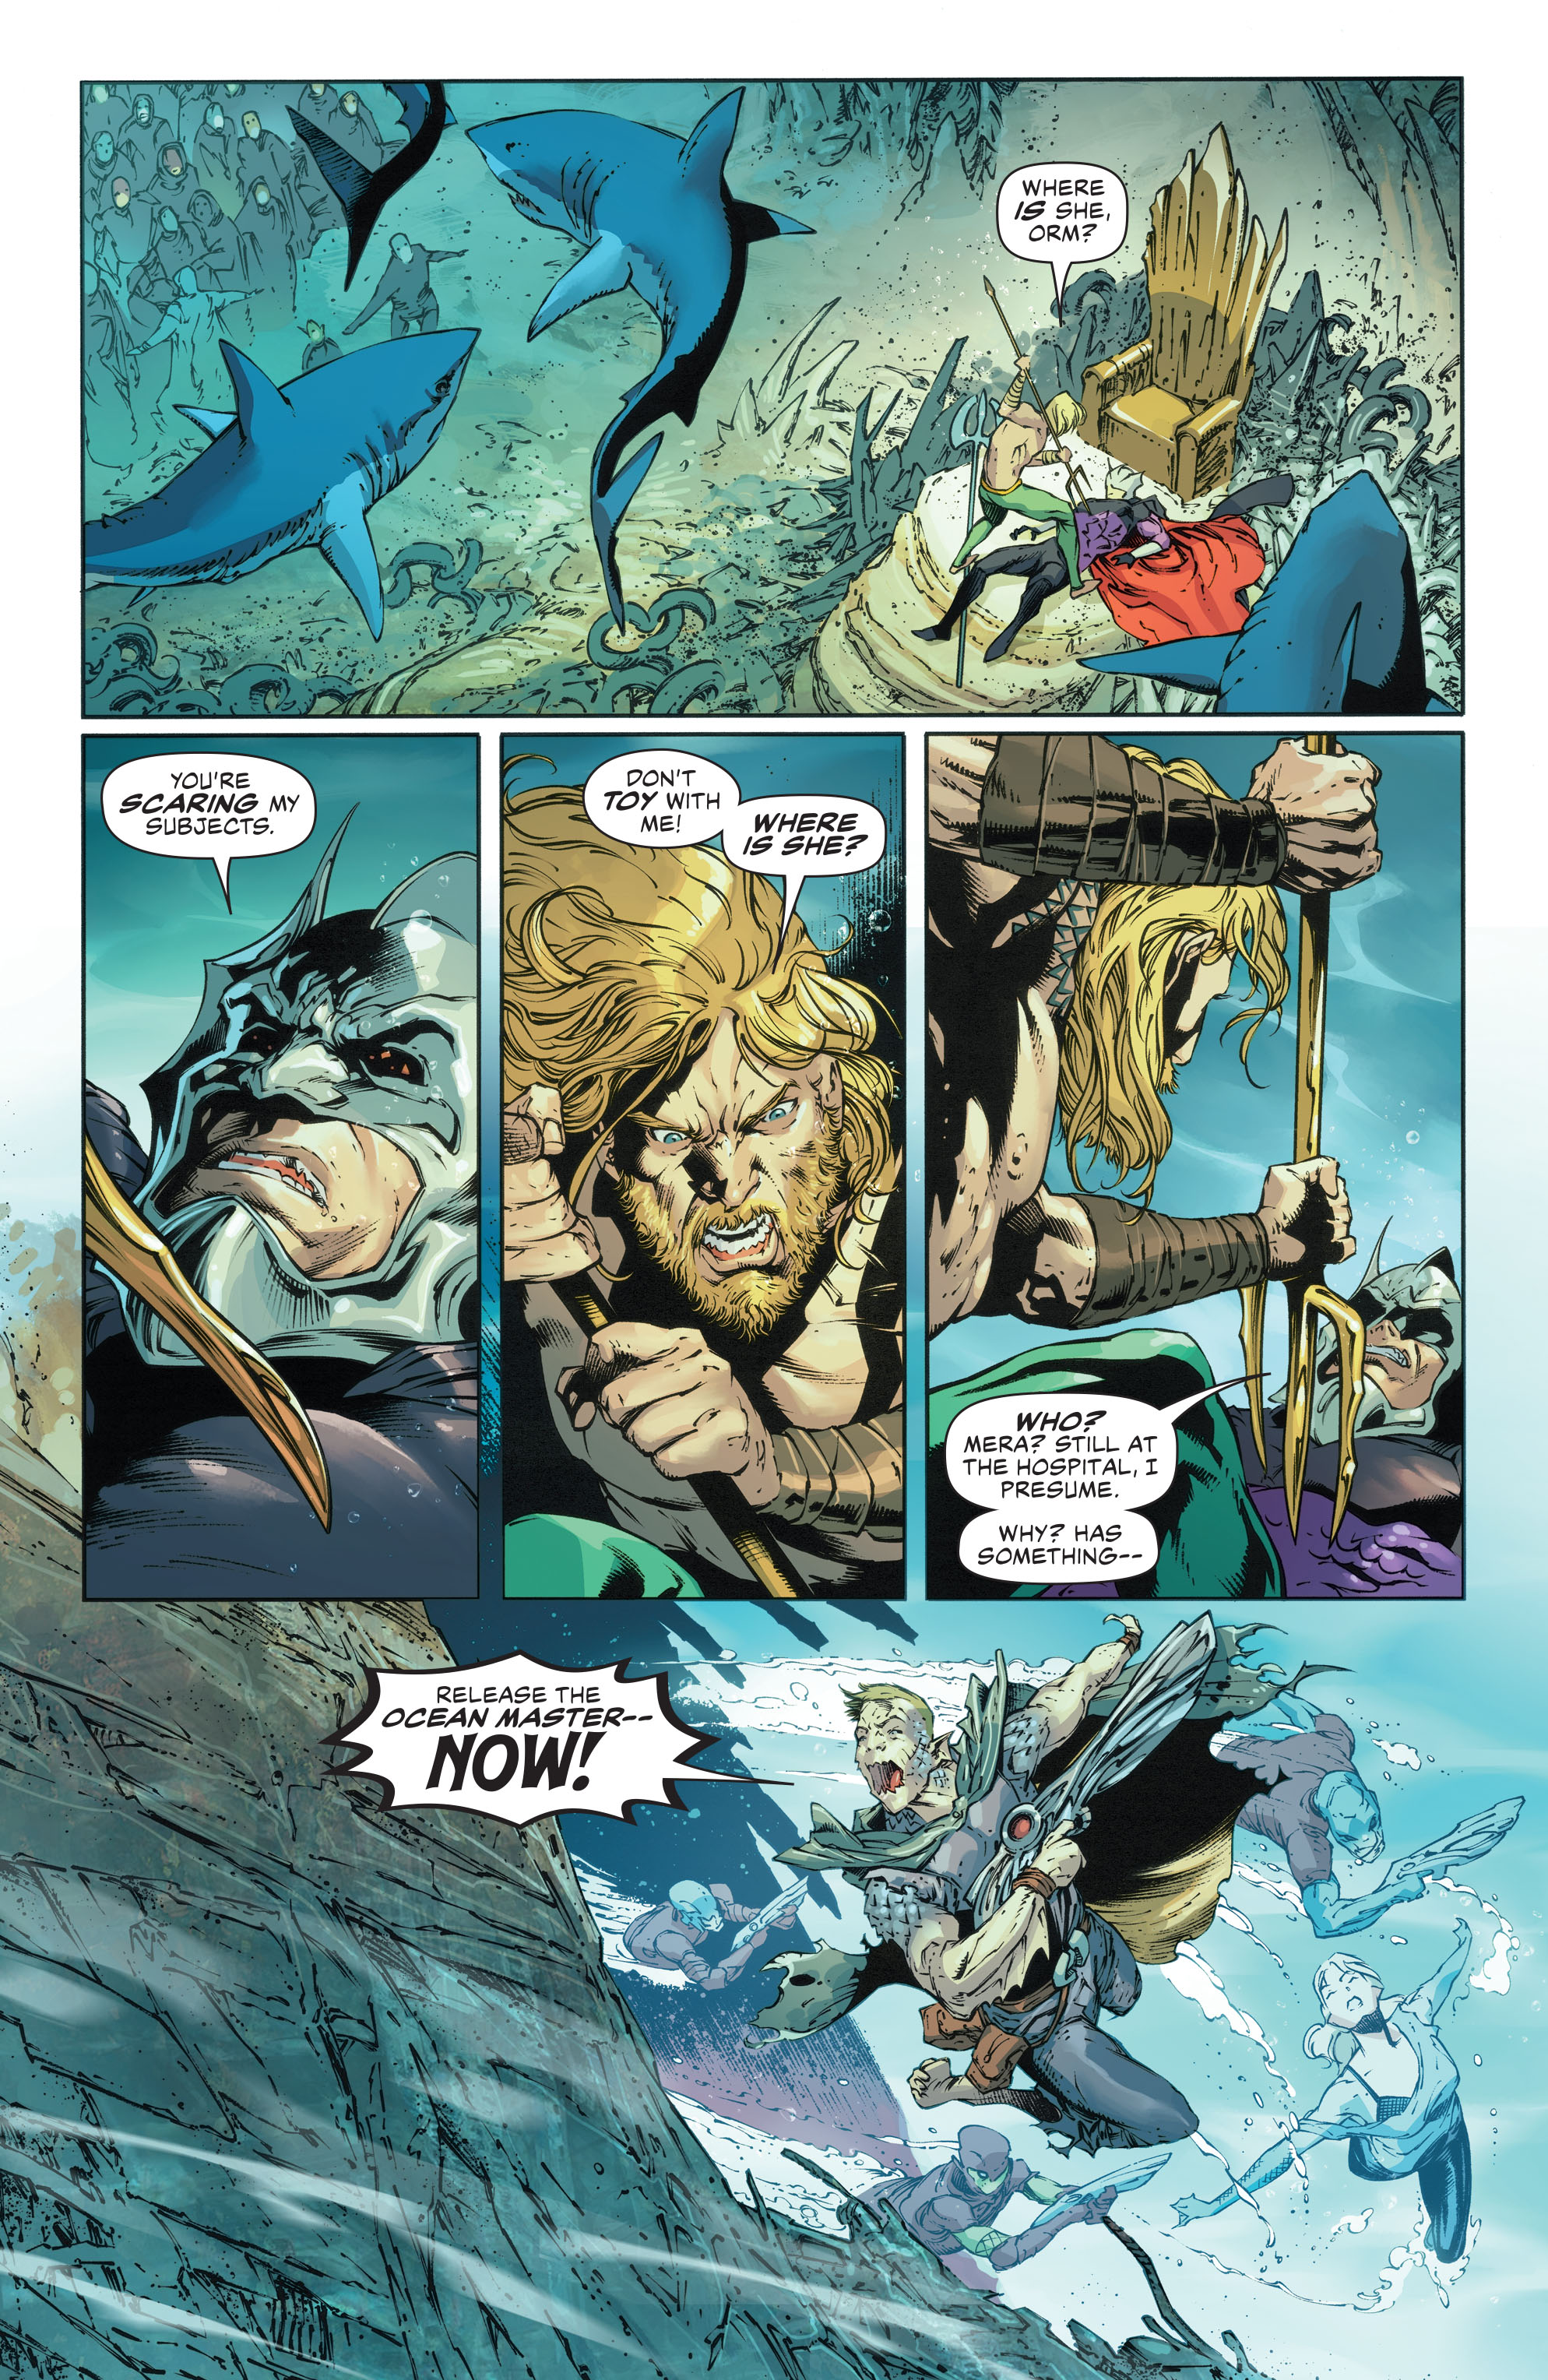 WHERE
IS SHE,
ORM?
YOU'RE
SCARING MY
SUBJECTS.
DON'T
TOY WITH
ME!
WHERE
IS SHE?
WHO?
MERA? STILL AT
THE HOSPITAL, I
PRESUME.
WHY? HAS
SOMETHING--
RELEASE THE
OCEAN MASTER--
NOW!